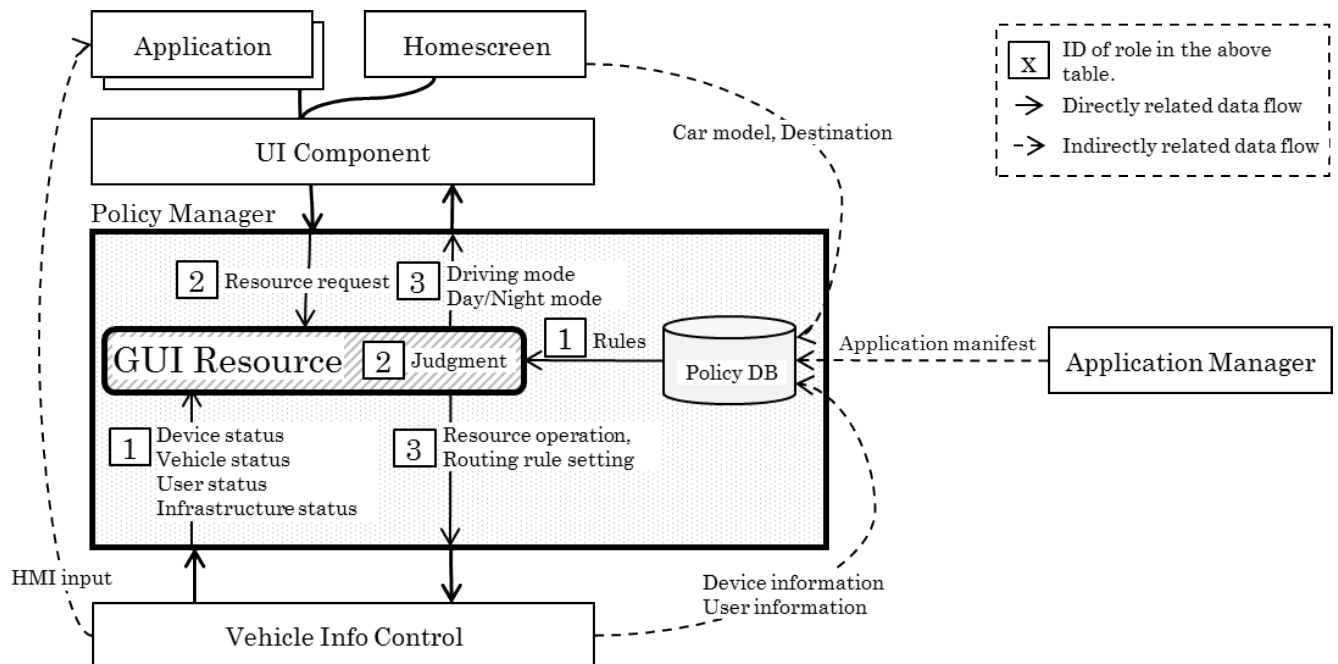 Application
Homescreen
X
ID of role in the above
table.
Directly related data flow
Indirectly related data flow
Car model, Destination
UI Component
Policy Manager
2
Resource request
3
Driving mode
Day/Night mode
GUI Resource
2
Judgment
1
Rules
Policy DB
Application manifest
Application Manager
1
Device status
Vehicle status
User status
Infrastructure status
3
Resource operation,
Routing rule setting
HMI input
Device information
User information
Vehicle Info Control